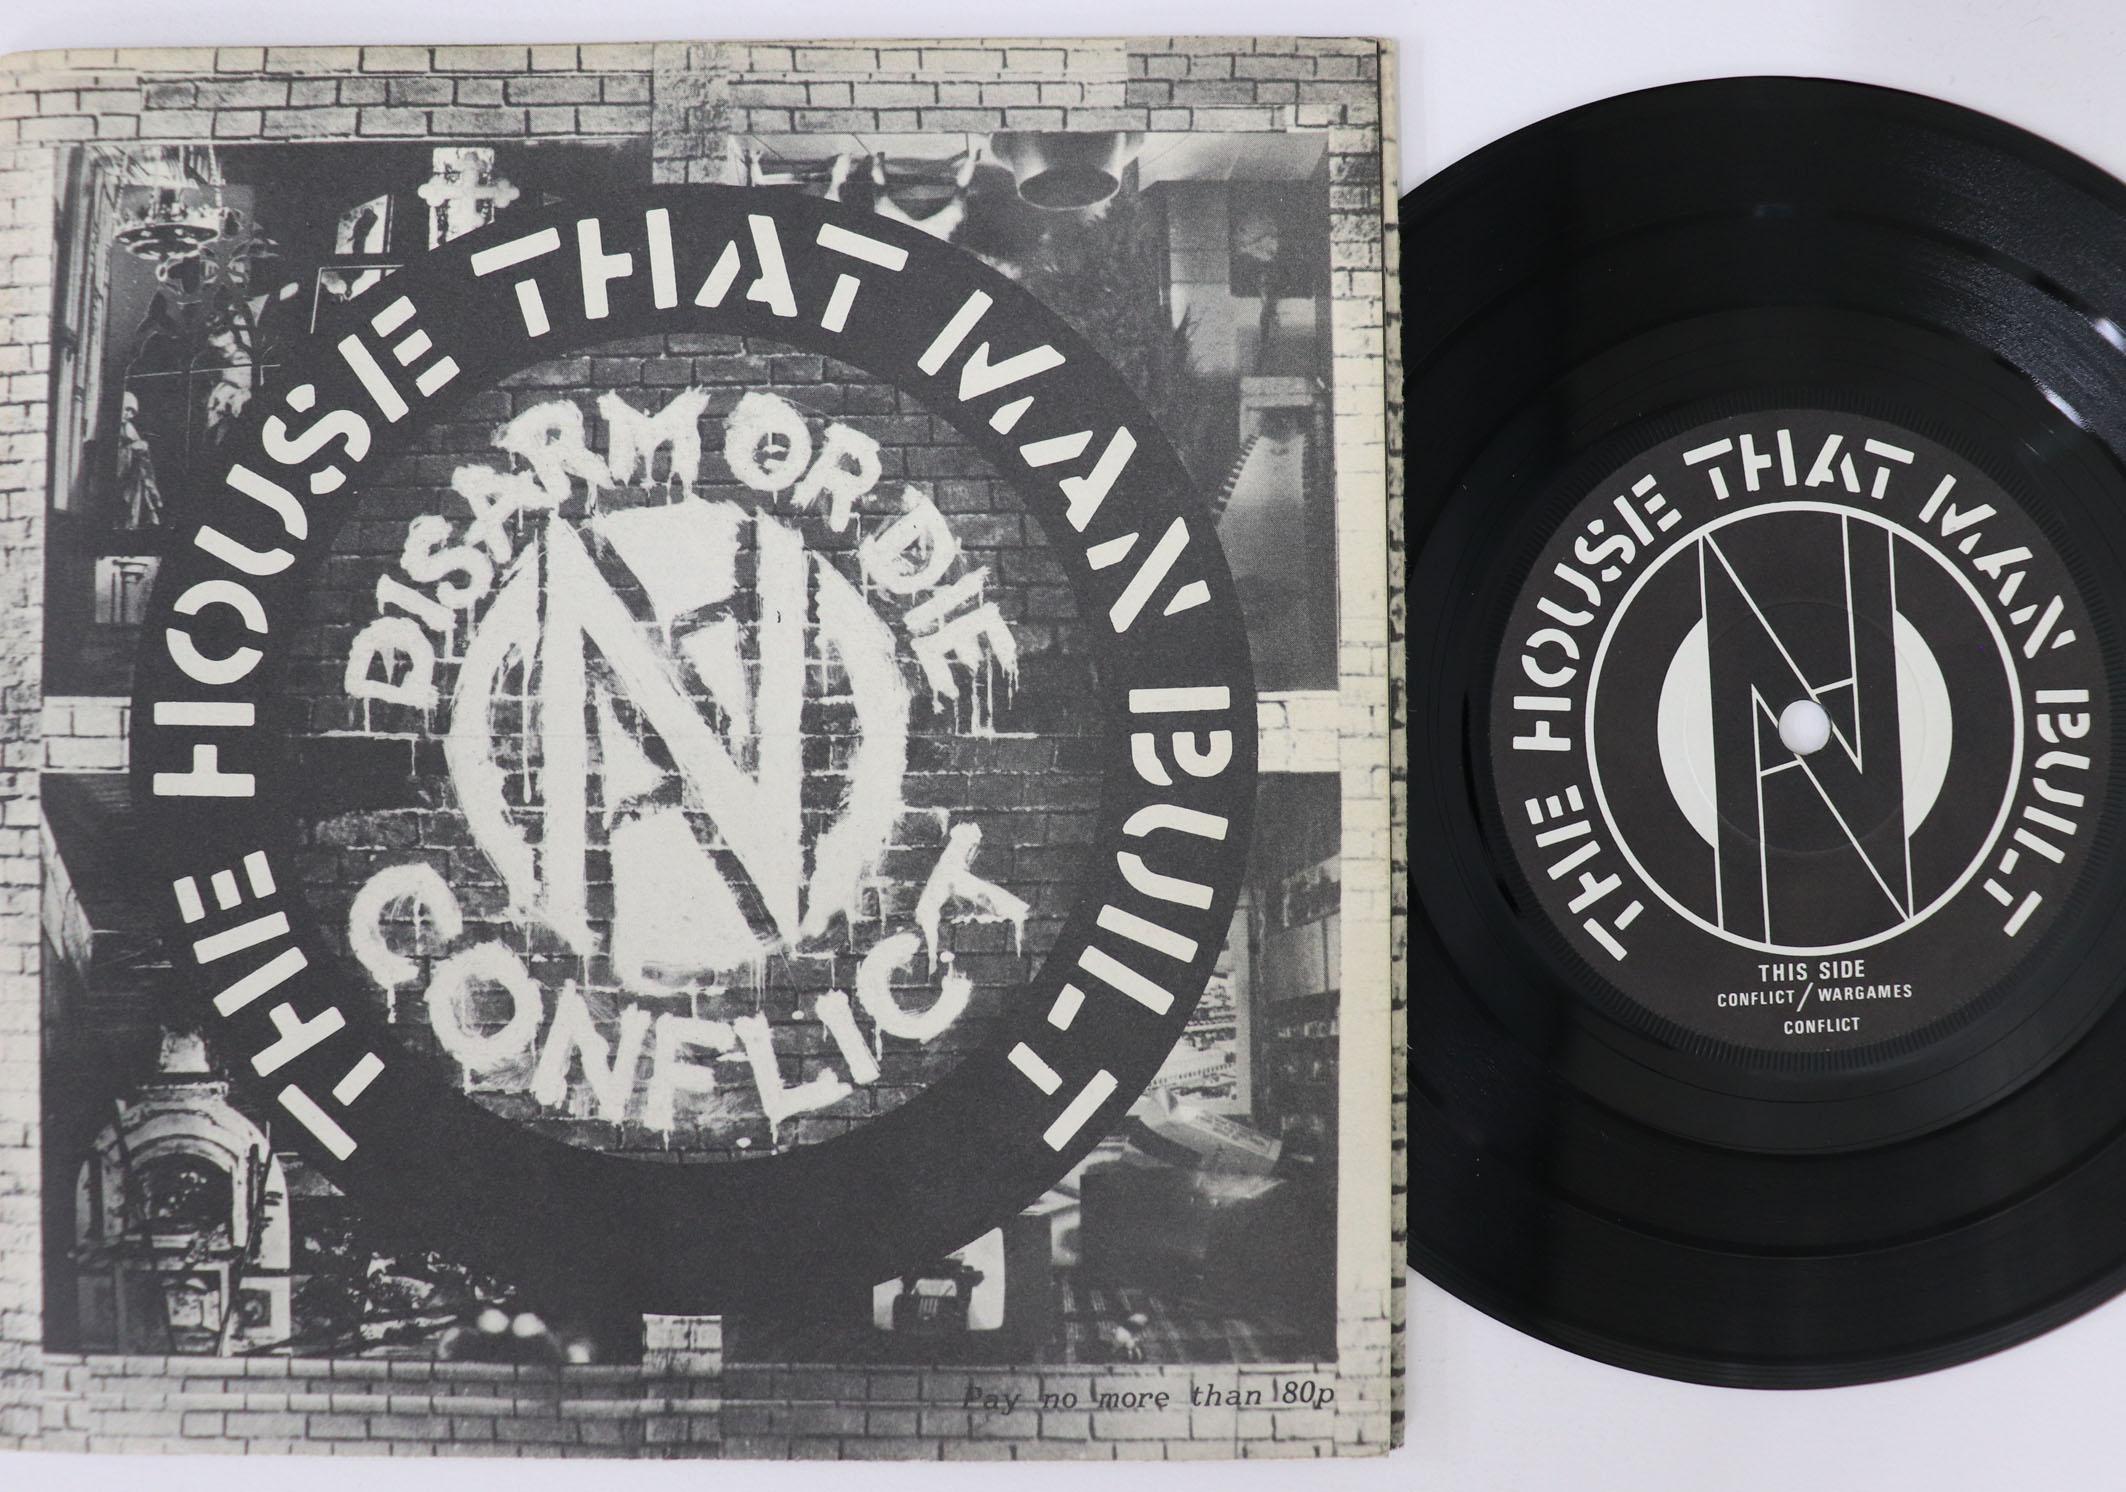 THE HOUSE THAT MAN BUILT
DISARM OR DIE
N
CONFLICT
Pay no more than 80p
THE HOUSE THAT MAN BUILT
N
THIS SIDE
CONFLICT/WARGAMES
CONFLICT